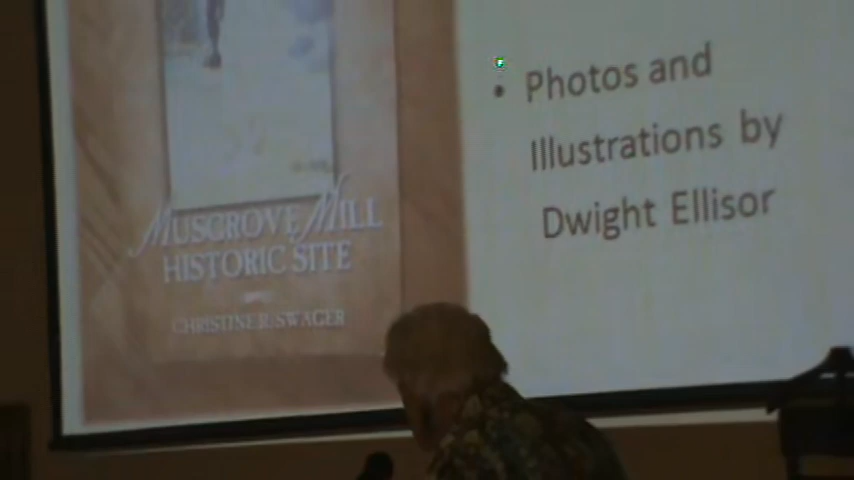 MUSGROVE MILL
HISTORIC SITE
CHRISTINE R. SWAGER
• Photos and
Illustrations by
Dwight Ellisor